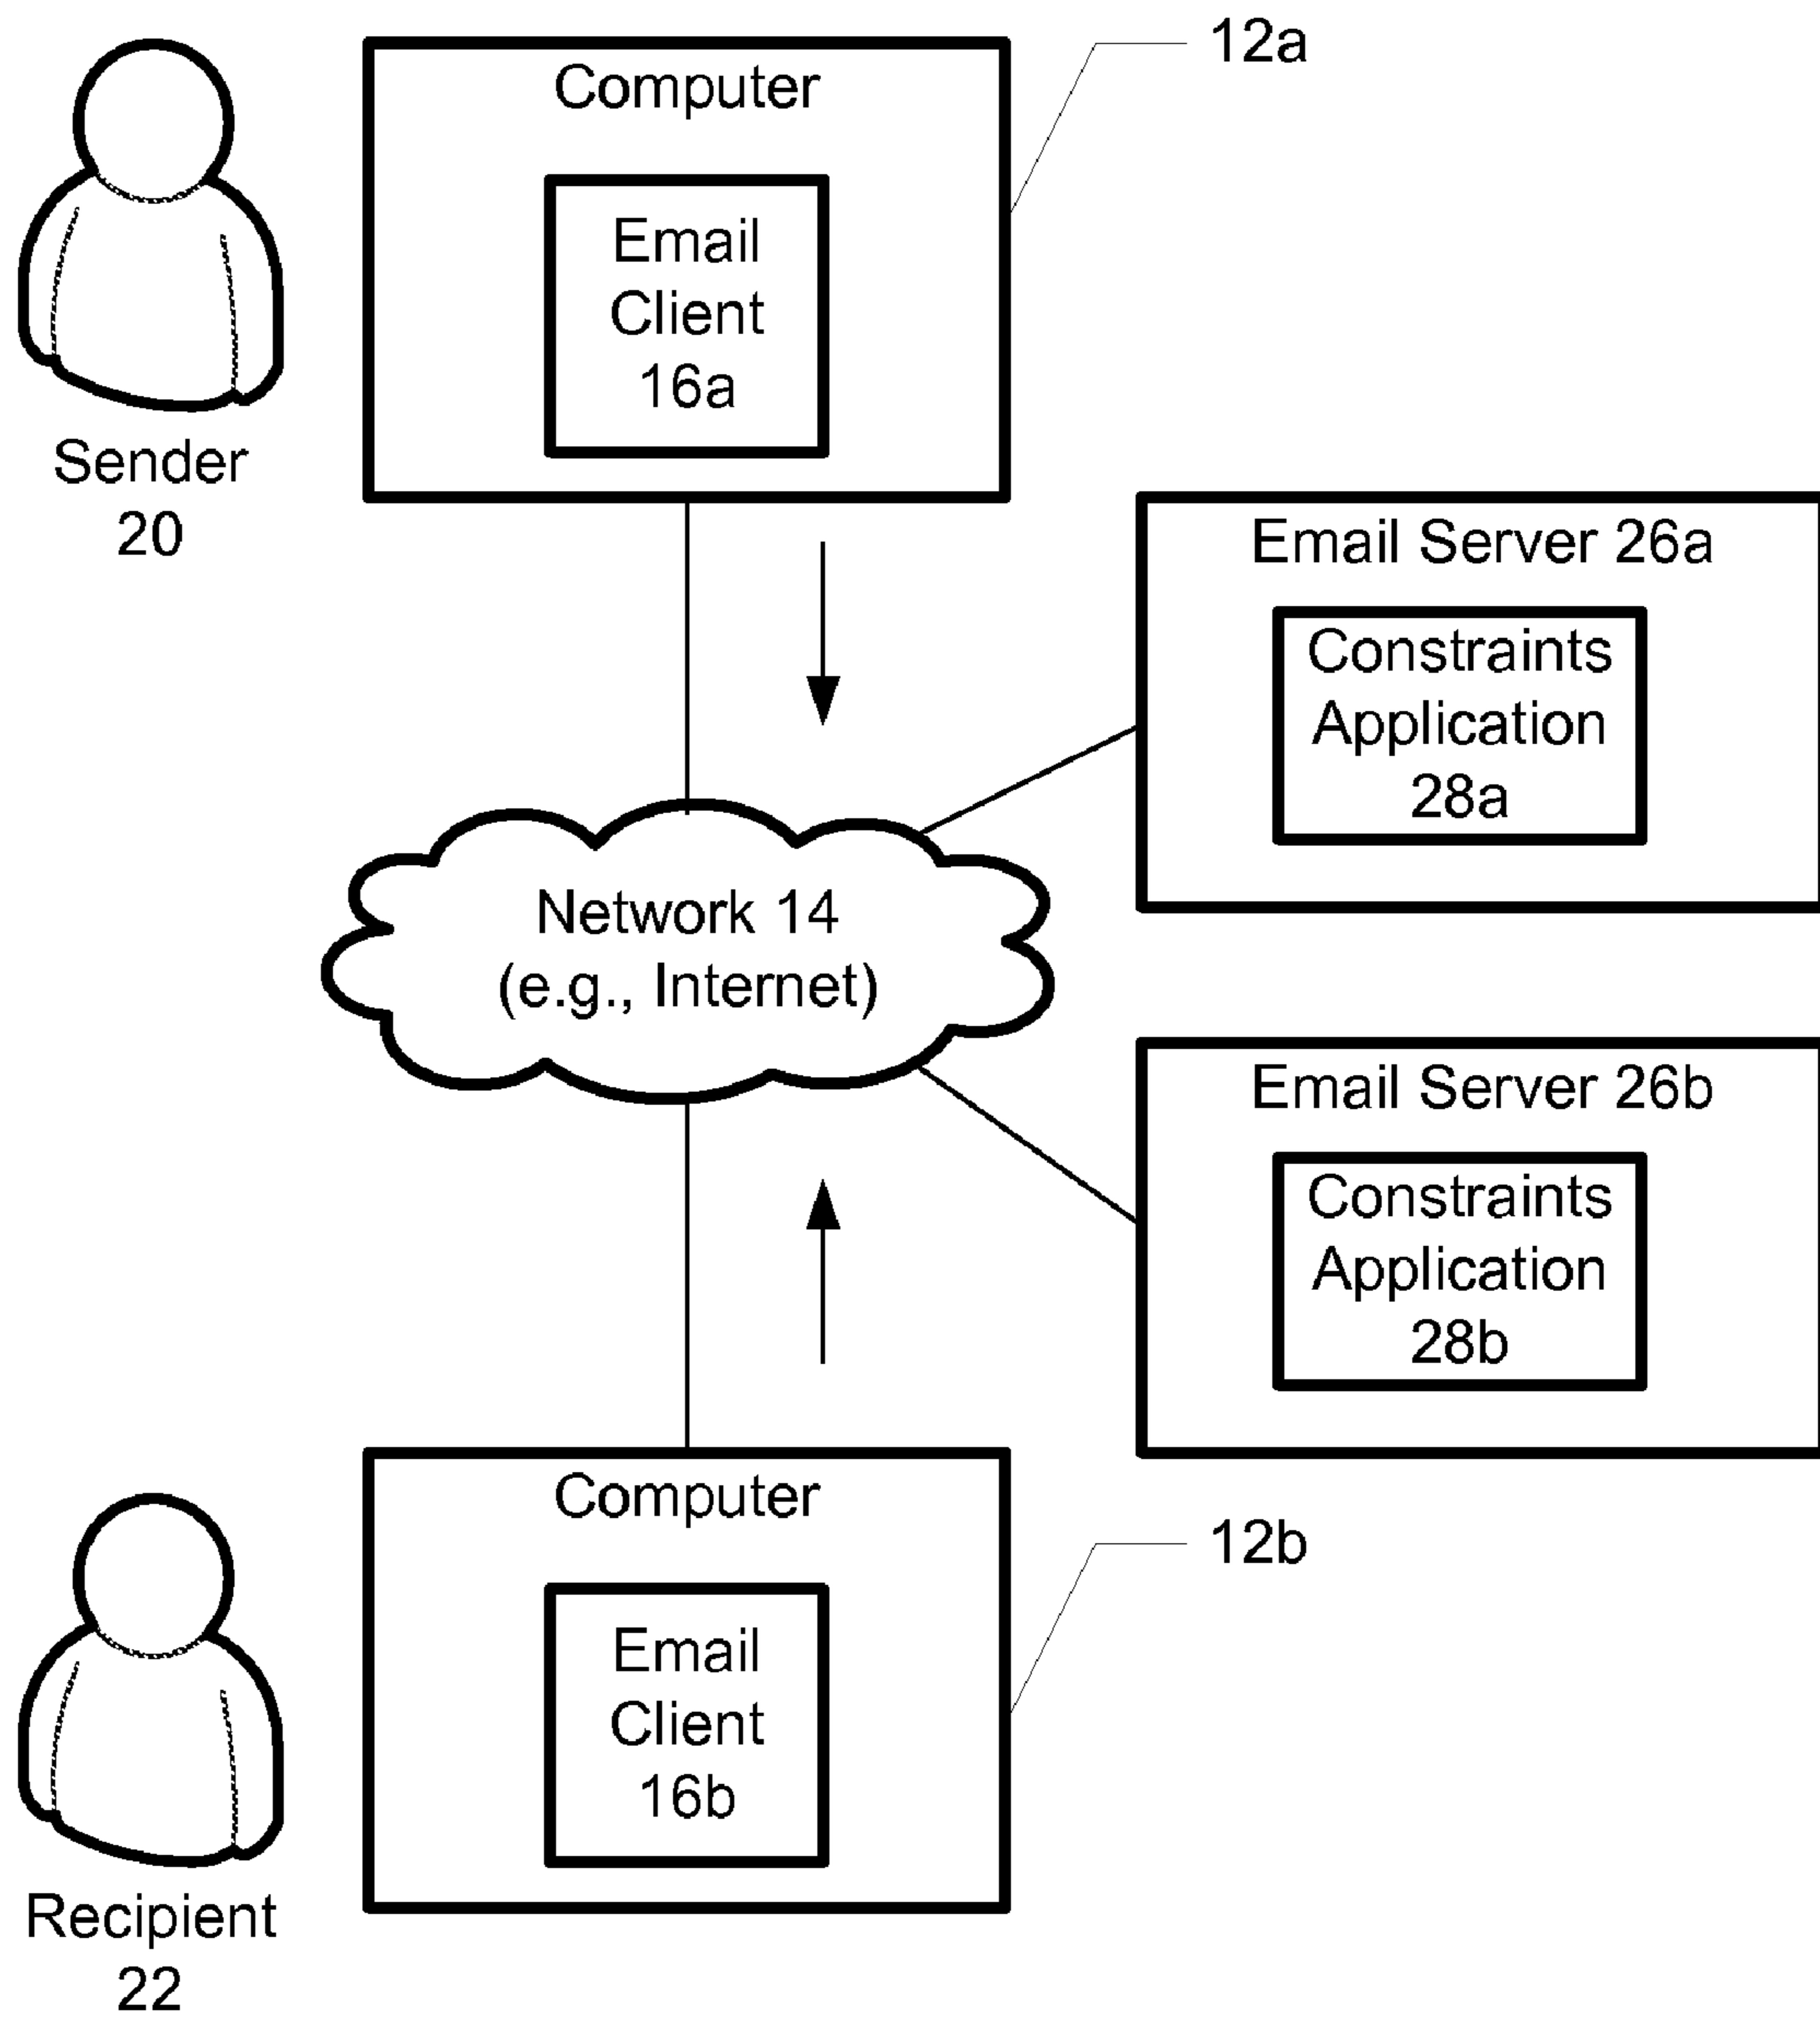 12a
Computer
Email
Client
16a
Sender
20
Email Server 26a
Constraints
Application
28a
Network 14
(e.g., Internet)
Email Server 26b
Constraints
Application
28b
Computer
12b
Email
Client
16b
Recipient
22